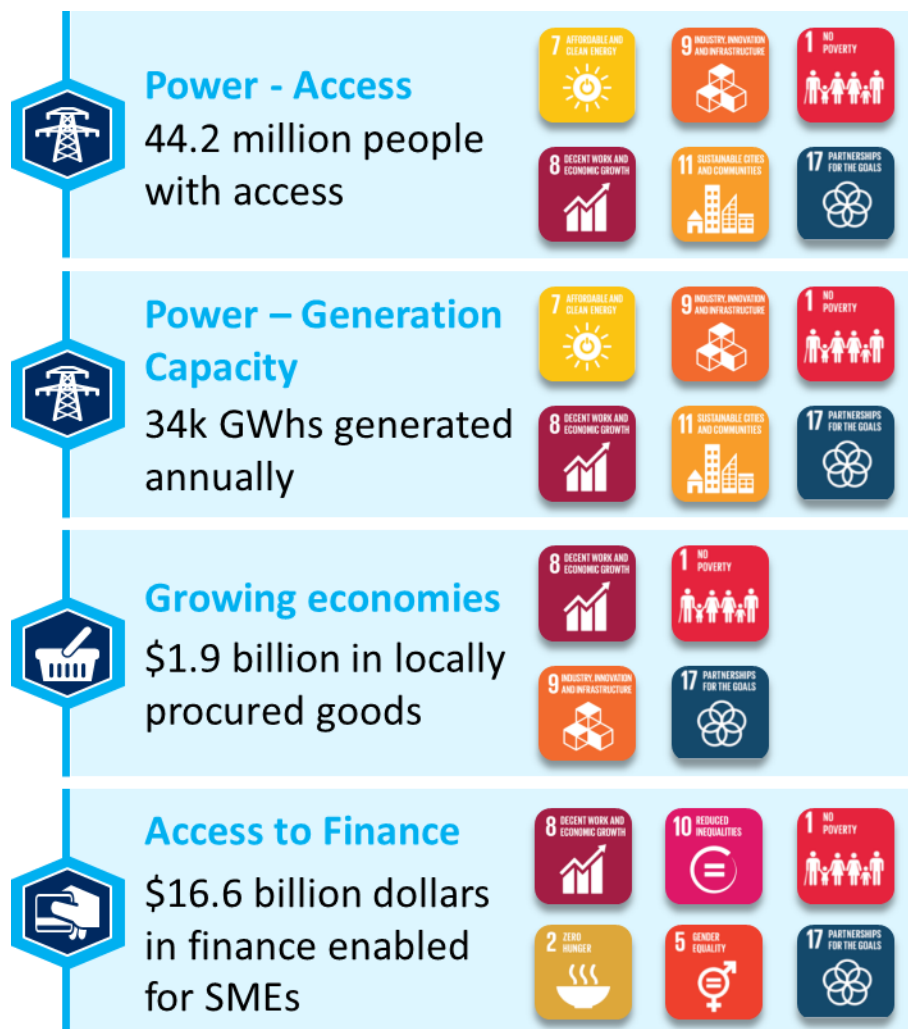 Power - Access
44.2 million people
with access
7 AFFORDABLE AND
CLEAN ENERGY
9 INDUSTRY, INNOVATION
AND INFRASTRUCTURE
1 NO
POVERTY
8 DECENT WORK AND
ECONOMIC GROWTH
11 SUSTAINABLE CITIES
AND COMMUNITIES
17 PARTNERSHIPS
FOR THE GOALS
Power – Generation
Capacity
34k GWhs generated
annually
7 AFFORDABLE AND
CLEAN ENERGY
9 INDUSTRY, INNOVATION
AND INFRASTRUCTURE
1 NO
POVERTY
8 DECENT WORK AND
ECONOMIC GROWTH
11 SUSTAINABLE CITIES
AND COMMUNITIES
17 PARTNERSHIPS
FOR THE GOALS
Growing economies
$1.9 billion in locally
procured goods
8 DECENT WORK AND
ECONOMIC GROWTH
1 NO
POVERTY
9 INDUSTRY, INNOVATION
AND INFRASTRUCTURE
17 PARTNERSHIPS
FOR THE GOALS
Access to Finance
$16.6 billion dollars
in finance enabled
for SMEs
8 DECENT WORK AND
ECONOMIC GROWTH
10 REDUCED
INEQUALITIES
1 NO
POVERTY
2 ZERO
HUNGER
5 GENDER
EQUALITY
17 PARTNERSHIPS
FOR THE GOALS